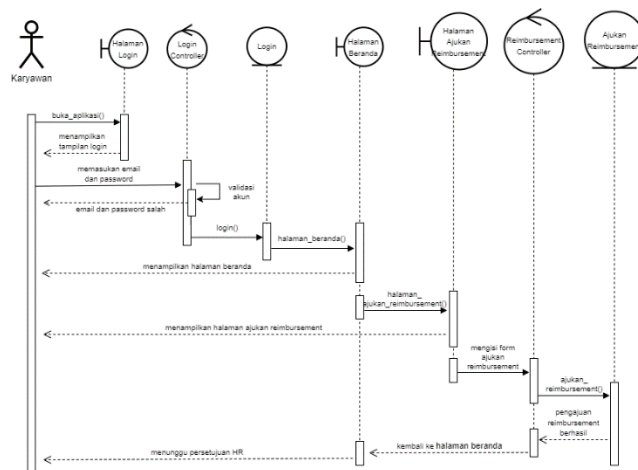 Karyawan
Halaman
Login
Login
Controller
Login
Halaman
Beranda
Halaman
Ajukan
Reimbursement
Reimbursement
Controller
Ajukan
Reimbursement
buka_aplikasi()
menampilkan
tampilan login
memasukan email
dan password
validasi
akun
email dan password salah
login()
halaman_beranda()
menampilkan halaman beranda
halaman_
ajukan_reimbursement()
menampilkan halaman ajukan reimbursement
mengisi form
ajukan
reimbursement
ajukan_
reimbursement()
pengajuan
reimbursement
berhasil
kembali ke halaman beranda
menunggu persetujuan HR